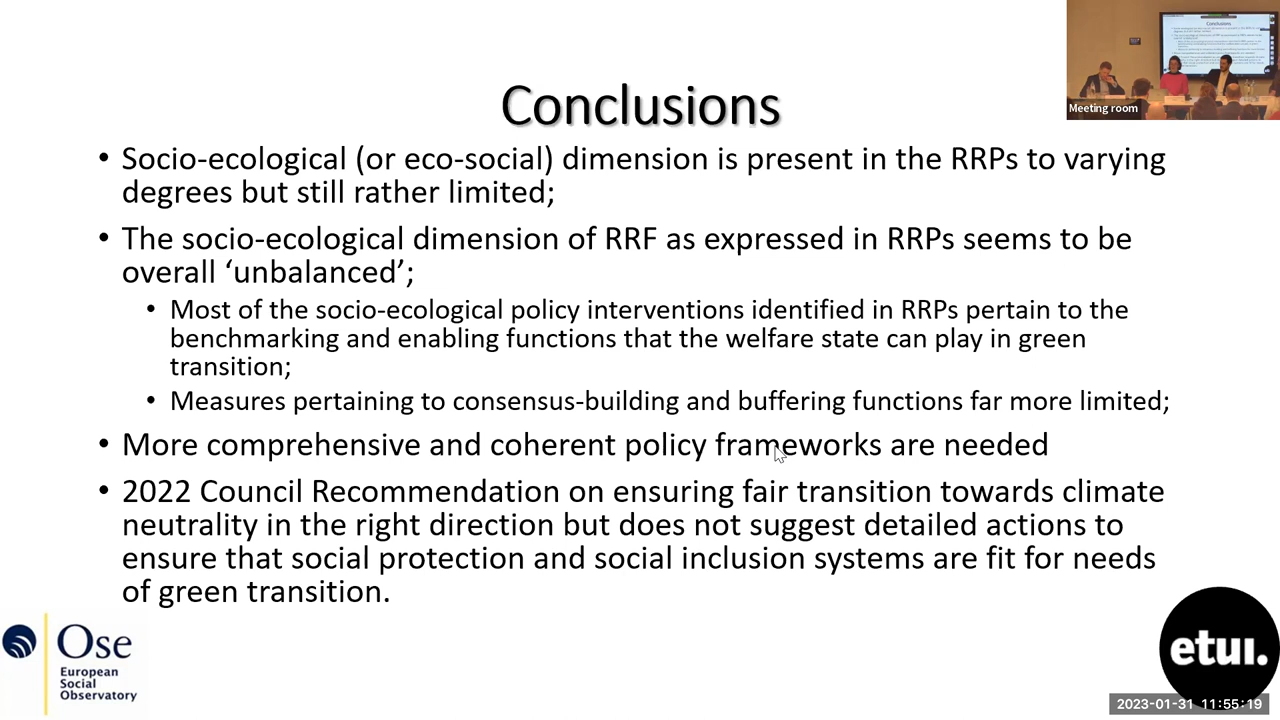 Conclusions
• Socio-ecological (or eco-social) dimension is present in the RRPs to varying
degrees but still rather limited;
• The socio-ecological dimension of RRF as expressed in RRPs seems to be
overall ‘unbalanced’;
• Most of the socio-ecological policy interventions identified in RRPs pertain to the
benchmarking and enabling functions that the welfare state can play in green
transition;
• Measures pertaining to consensus-building and buffering functions far more limited;
• More comprehensive and coherent policy frameworks are needed
• 2022 Council Recommendation on ensuring fair transition towards climate
neutrality in the right direction but does not suggest detailed actions to
ensure that social protection and social inclusion systems are fit for needs
of green transition.
Meeting room
Ose
European
Social
Observatory
etui.
2023-01-31 11:55:19